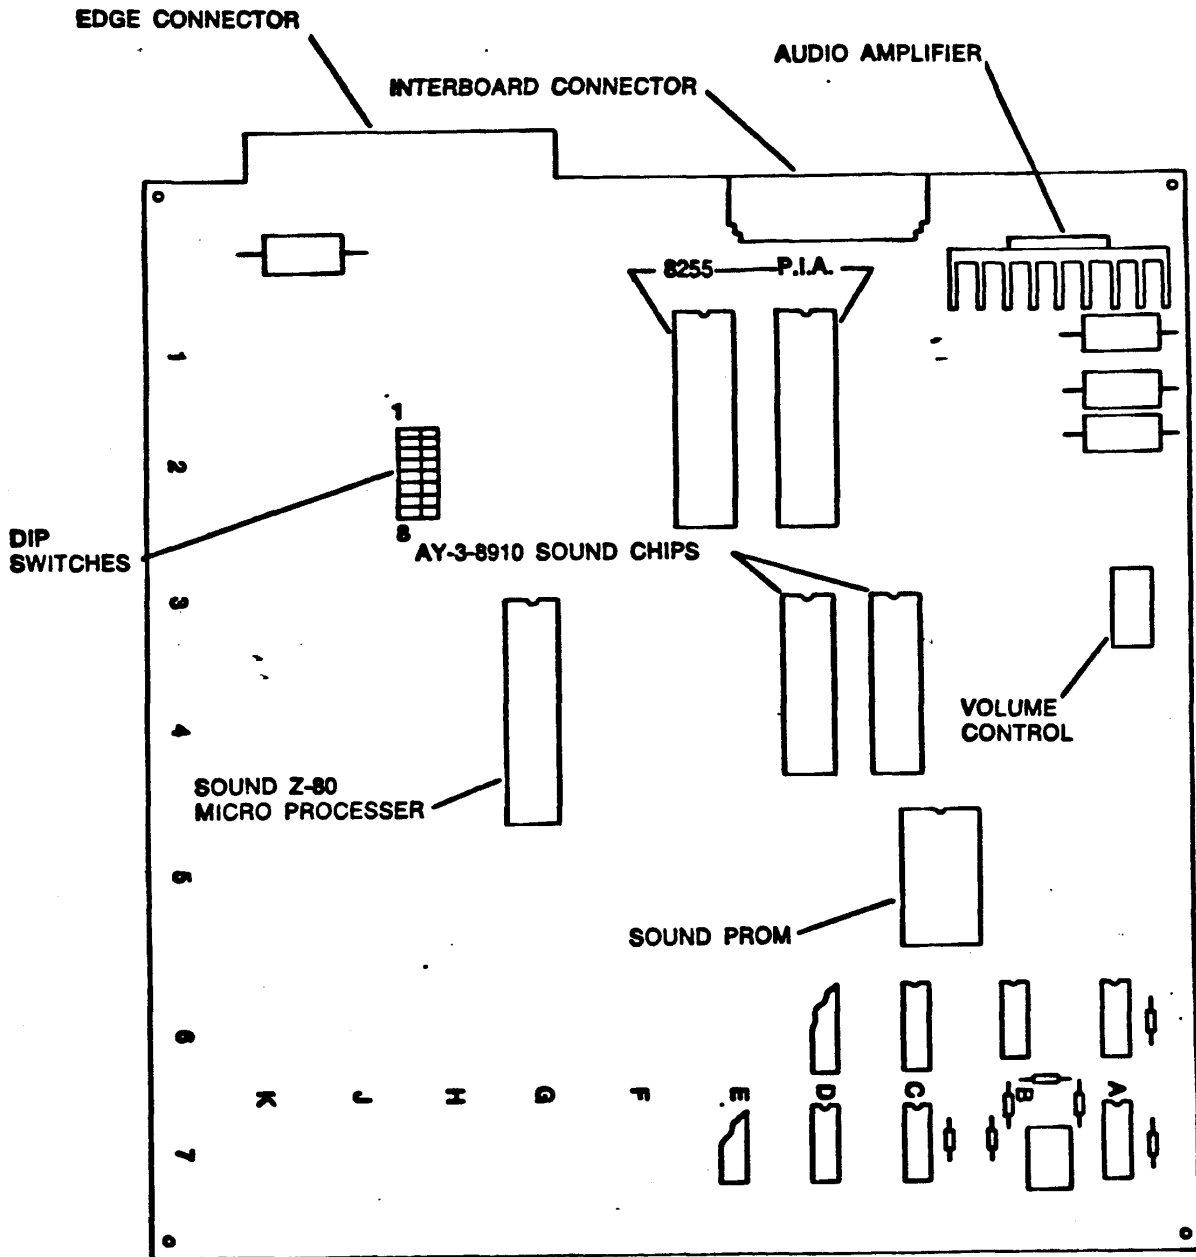 EDGE CONNECTOR
INTERBOARD CONNECTOR
AUDIO AMPLIFIER
8255 P.I.A.
1
1
2
DIP
SWITCHES
8
AY-3-8910 SOUND CHIPS
3
4
VOLUME
CONTROL
SOUND Z-80
MICRO PROCESSER
5
SOUND PROM
6
K J H G F E D C B A
7